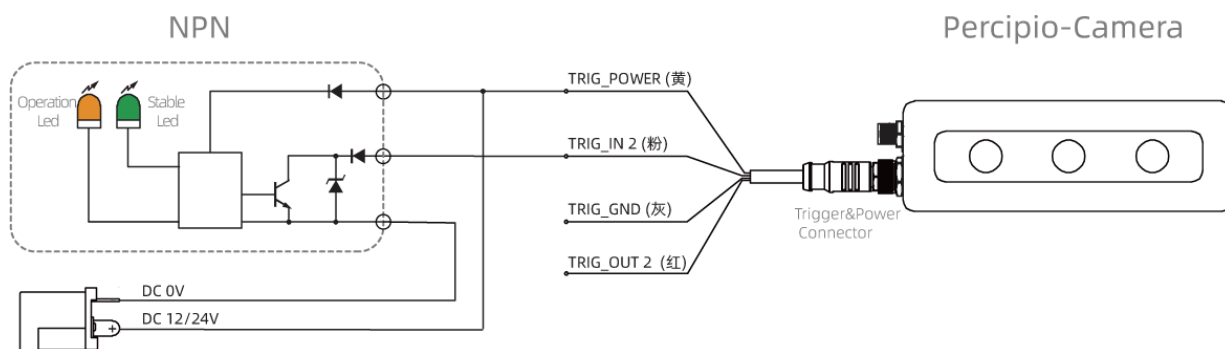 NPN
Percipio-Camera
Operation
Led
Stable
Led
TRIG_POWER (黄)
TRIG_IN 2 (粉)
TRIG_GND (灰)
TRIG_OUT 2 (红)
Trigger&Power
Connector
DC 0V
DC 12/24V
+